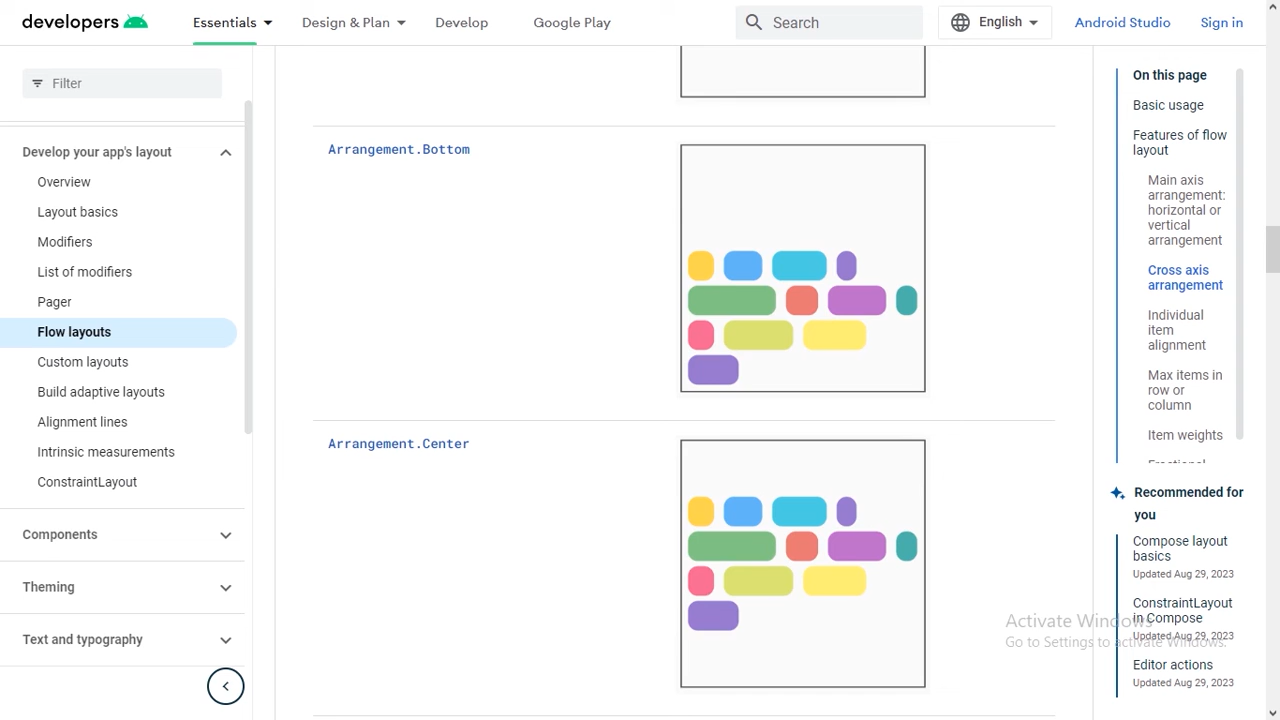 developers
Essentials
Design & Plan
Develop
Google Play
Search
English
Android Studio
Sign in
Filter
Develop your app's layout
Overview
Layout basics
Modifiers
List of modifiers
Pager
Flow layouts
Custom layouts
Build adaptive layouts
Alignment lines
Intrinsic measurements
ConstraintLayout
Components
Theming
Text and typography
Arrangement.Bottom
Arrangement.Center
On this page
Basic usage
Features of flow
layout
Main axis
arrangement:
horizontal or
vertical
arrangement
Cross axis
arrangement
Individual
item
alignment
Max items in
row or
column
Item weights
Fractional
Recommended for
you
Compose layout
basics
Updated Aug 29, 2023
ConstraintLayout
in Compose
Updated Aug 29, 2023
Editor actions
Updated Aug 29, 2023
Activate Windows
Go to Settings to activate Windows.